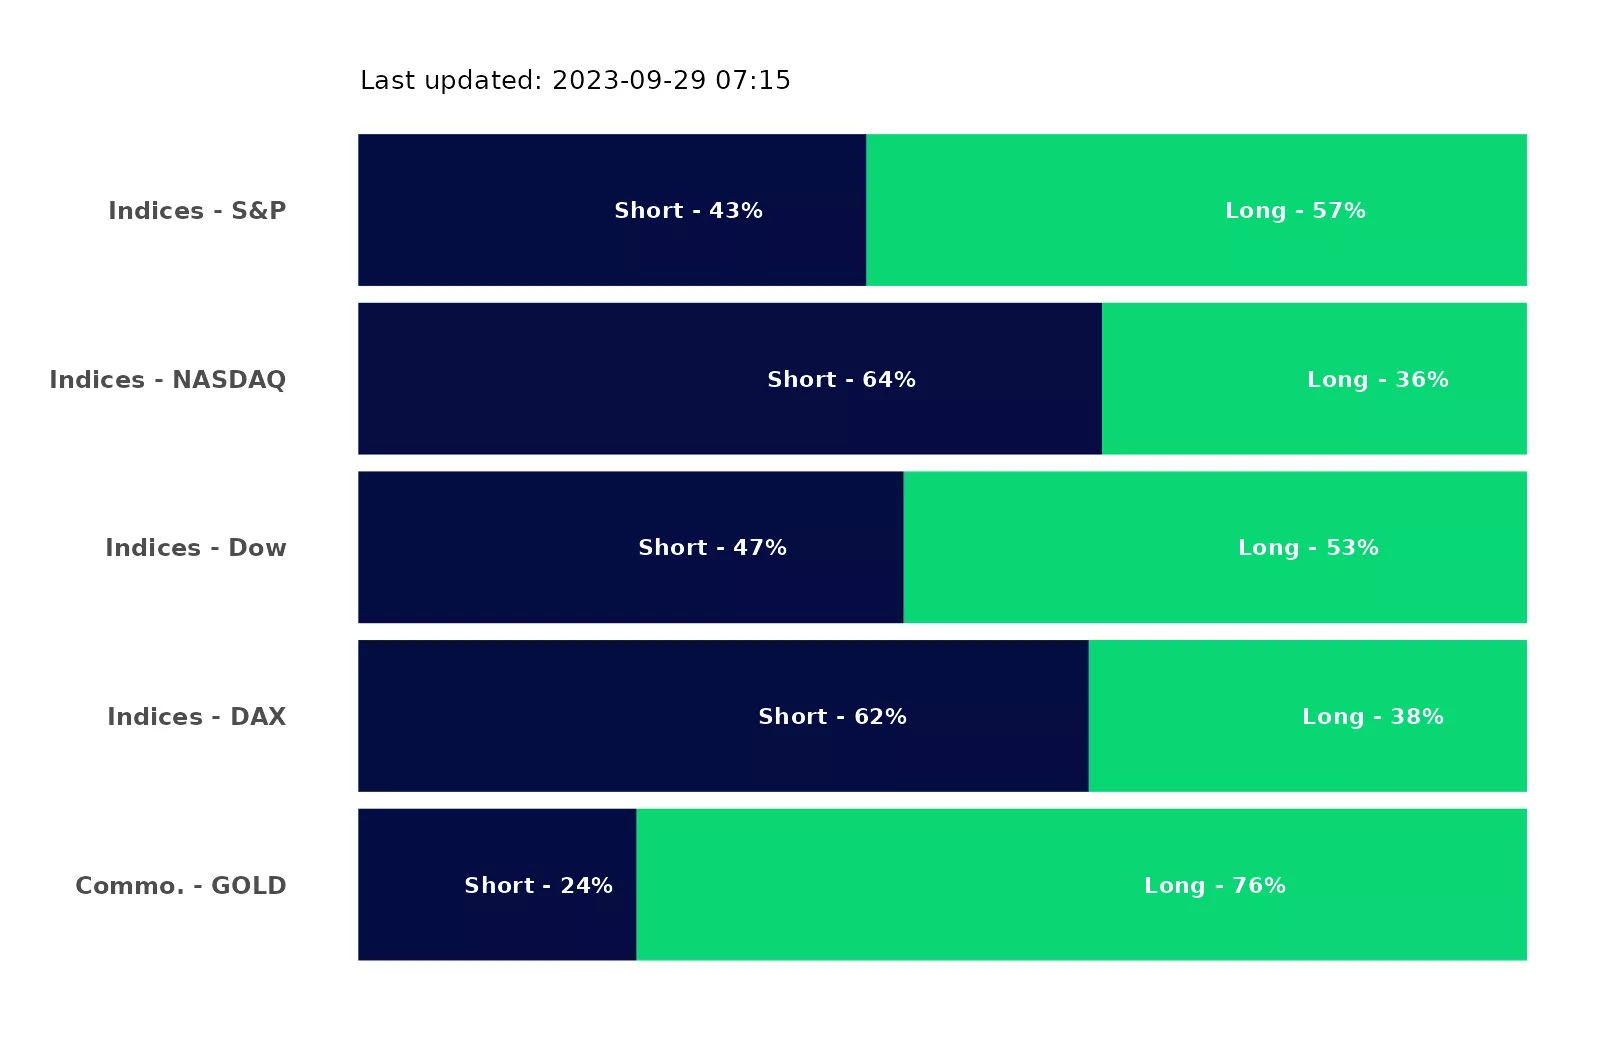 Last updated: 2023-09-29 07:15
Indices - S&P Short - 43% Long - 57%
Indices - NASDAQ Short - 64% Long - 36%
Indices - Dow Short - 47% Long - 53%
Indices - DAX Short - 62% Long - 38%
Commo. - GOLD Short - 24% Long - 76%